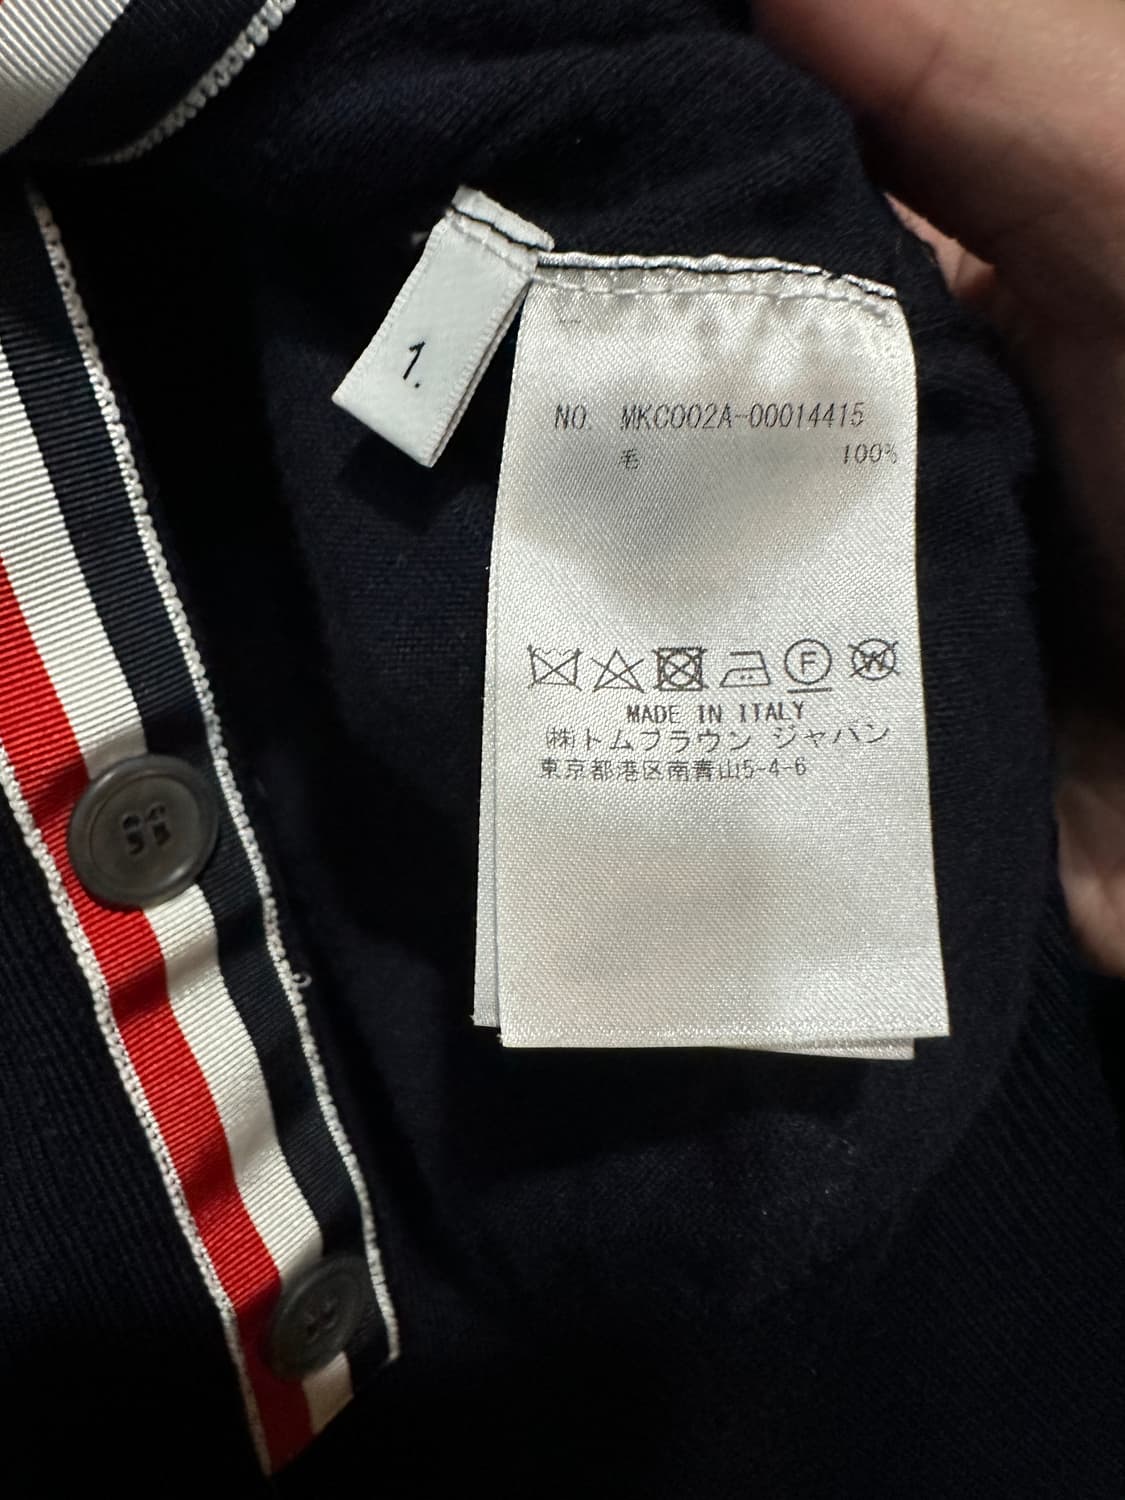 1.
NO. MKC002A-00014415
毛 100%
F W
MADE IN ITALY
㈱トムブラウン ジャパン
東京都港区南青山5-4-6